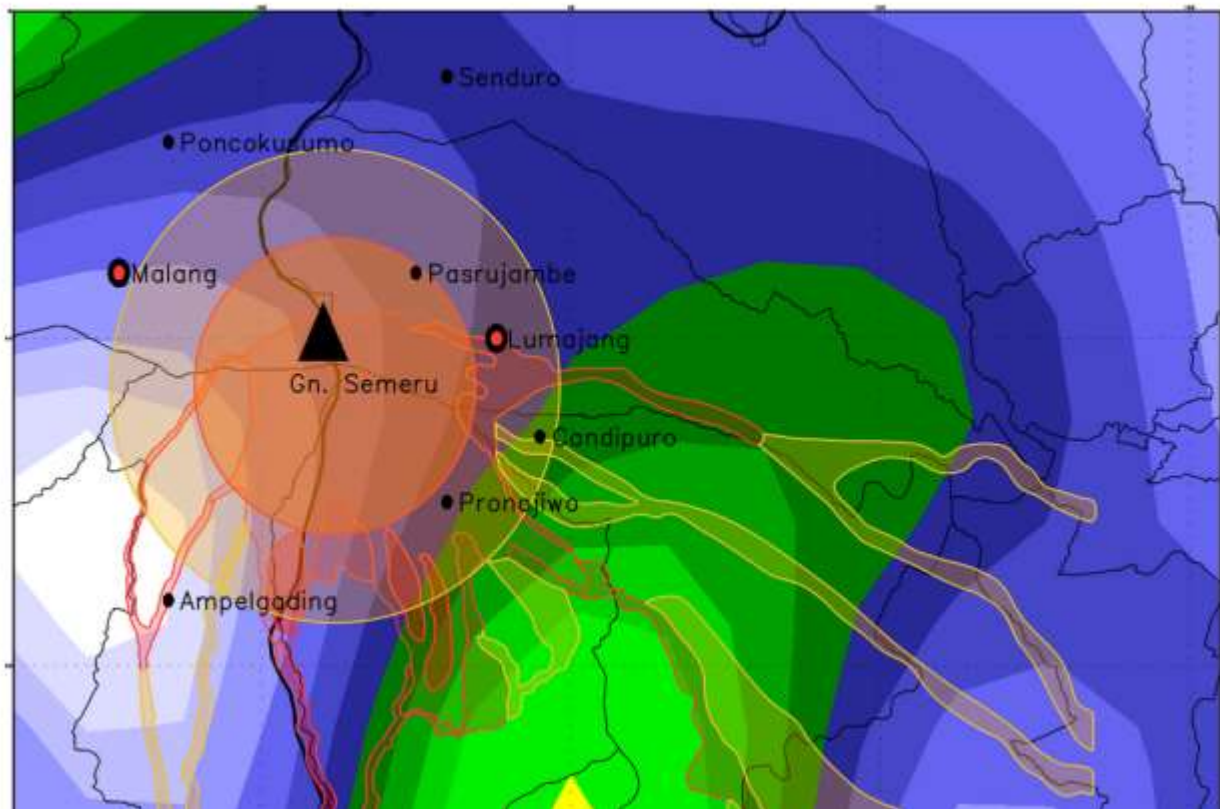 Senduro
Poncokusumo
Malang
Pasrujambe
Lumajang
Gn. Semeru
Candipuro
Pronojiwo
Ampelgading